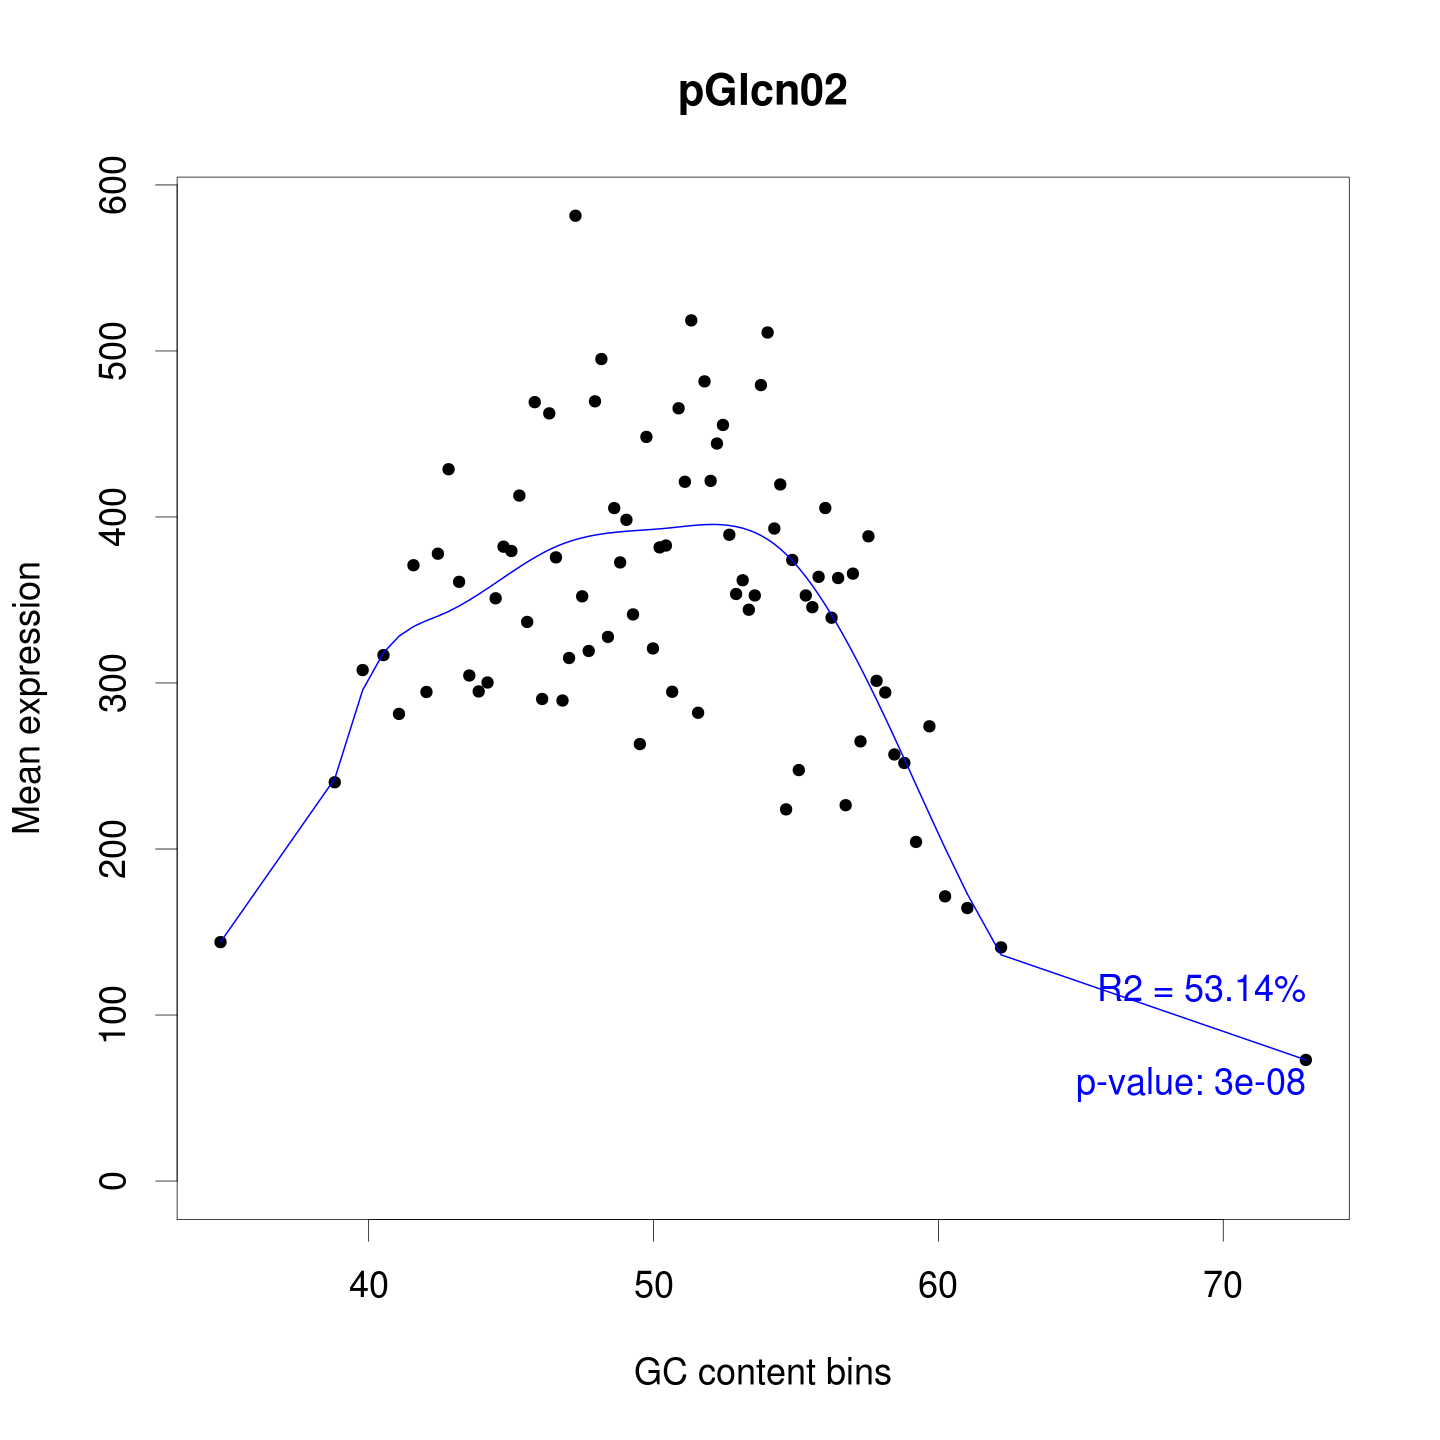 pGlcn02
600
500
400
300
200
100
0
Mean expression
R2 = 53.14%
p-value: 3e-08
40 50 60 70
GC content bins